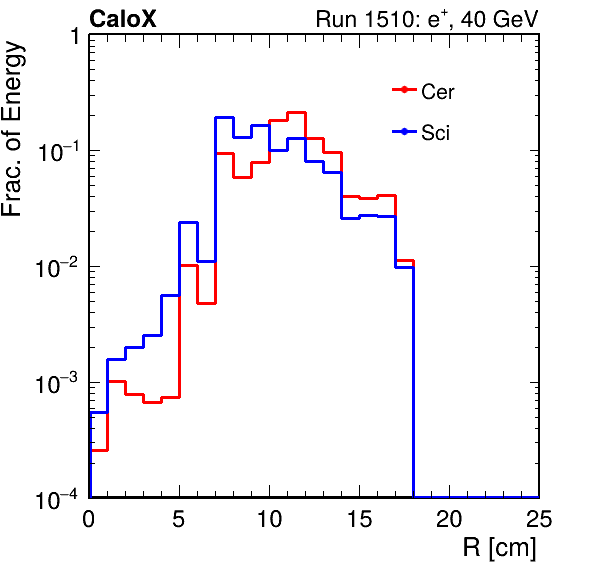 CaloX Run 1510: e⁺, 40 GeV
Frac. of Energy
1
10⁻¹
10⁻²
10⁻³
10⁻⁴
Cer
Sci
0 5 10 15 20 25
R [cm]